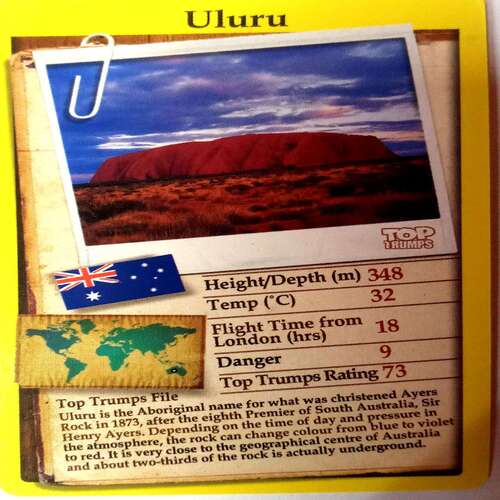 Uluru
TOP
TRUMPS
Height/Depth (m) 348
Temp (°C) 32
Flight Time from
London (hrs) 18
Danger 9
Top Trumps Rating 73
Top Trumps File
Uluru is the Aboriginal name for what was christened Ayers
Rock in 1873, after the eighth Premier of South Australia, Sir
Henry Ayers. Depending on the time of day and pressure in
the atmosphere, the rock can change colour from blue to violet
to red. It is very close to the geographical centre of Australia
and about two-thirds of the rock is actually underground.